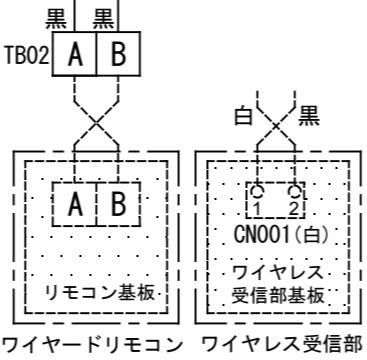 黒 黒
TB02 A B
白 黒
A B
1 2
CN001(白)
リモコン基板
ワイヤレス
受信部基板
ワイヤードリモコン
ワイヤレス受信部